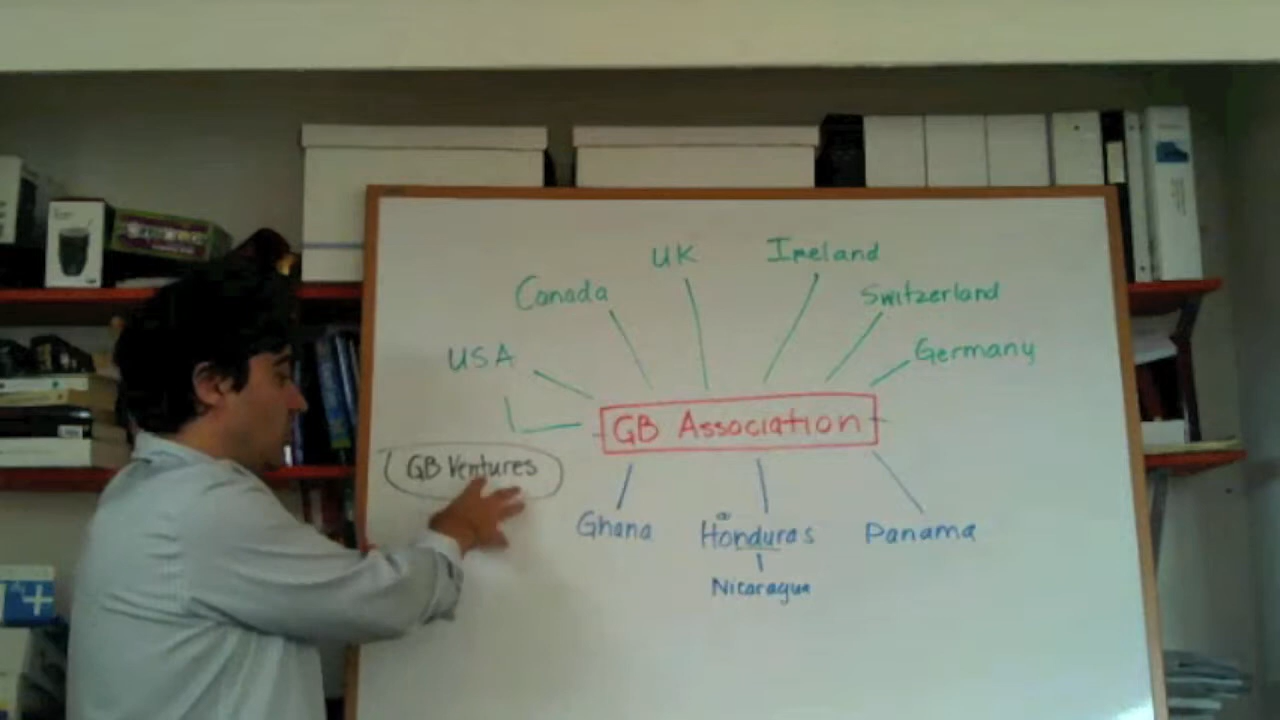 UK
Ireland
Canada
Switzerland
USA
Germany
GB Association
GB Ventures
Ghana
Honduras
Panama
Nicaragua